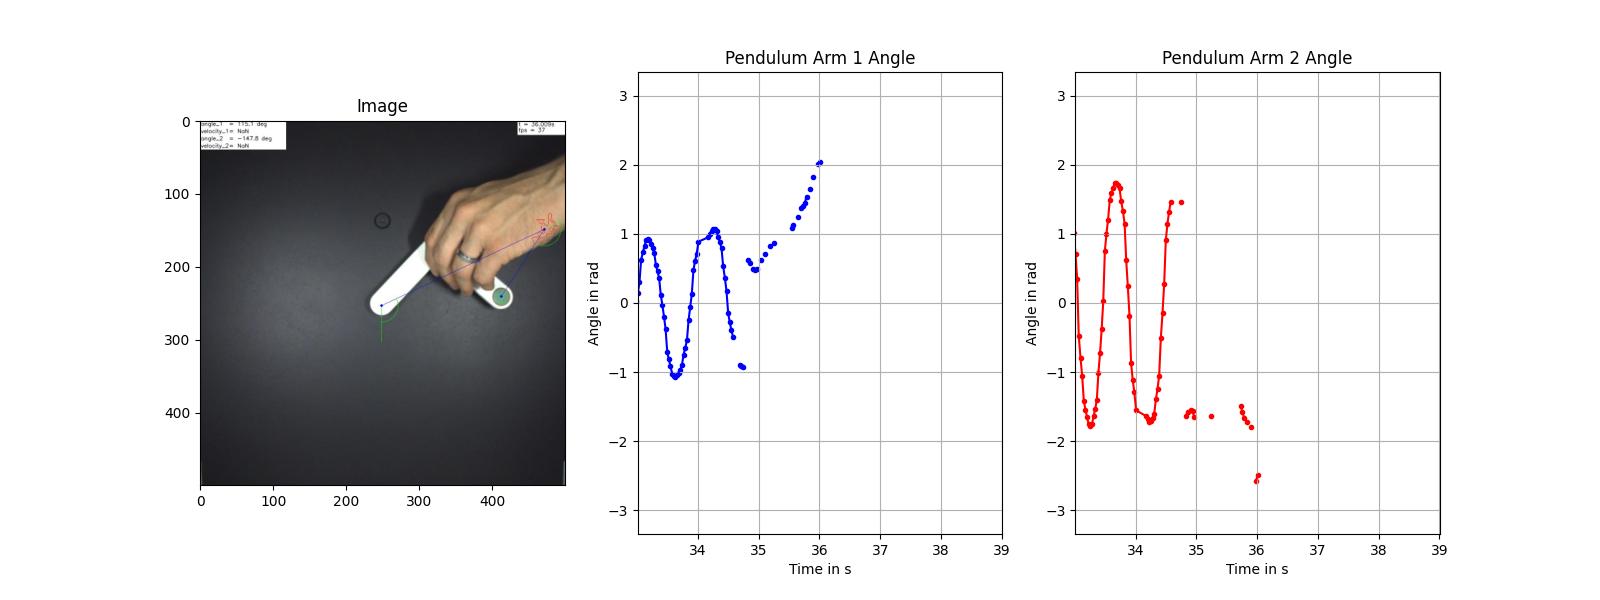 Image
angle_1 = 115.1 deg
velocity_1= NaN
angle_2 = -147.8 deg
velocity_2= NaN
t = 36.009s
fps = 37
0
100
200
300
400
0 100 200 300 400
Pendulum Arm 1 Angle
Angle in rad
3
2
1
0
−1
−2
−3
34 35 36 37 38 39
Time in s
Pendulum Arm 2 Angle
Angle in rad
3
2
1
0
−1
−2
−3
34 35 36 37 38 39
Time in s